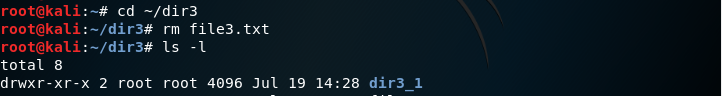 root@kali:~# cd ~/dir3
root@kali:~/dir3# rm file3.txt
root@kali:~/dir3# ls -l
total 8
drwxr-xr-x 2 root root 4096 Jul 19 14:28 dir3_1